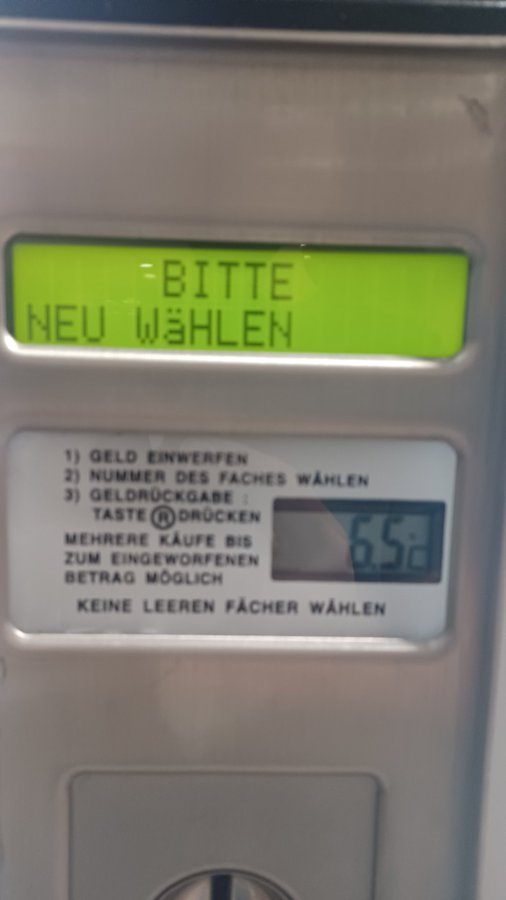 BITTE
NEU WäHLEN
1) GELD EINWERFEN
2) NUMMER DES FACHES WÄHLEN
3) GELDRÜCKGABE :
TASTE Ⓡ DRÜCKEN
MEHRERE KÄUFE BIS
ZUM EINGEWORFENEN
BETRAG MÖGLICH
6.5°C
KEINE LEEREN FÄCHER WÄHLEN